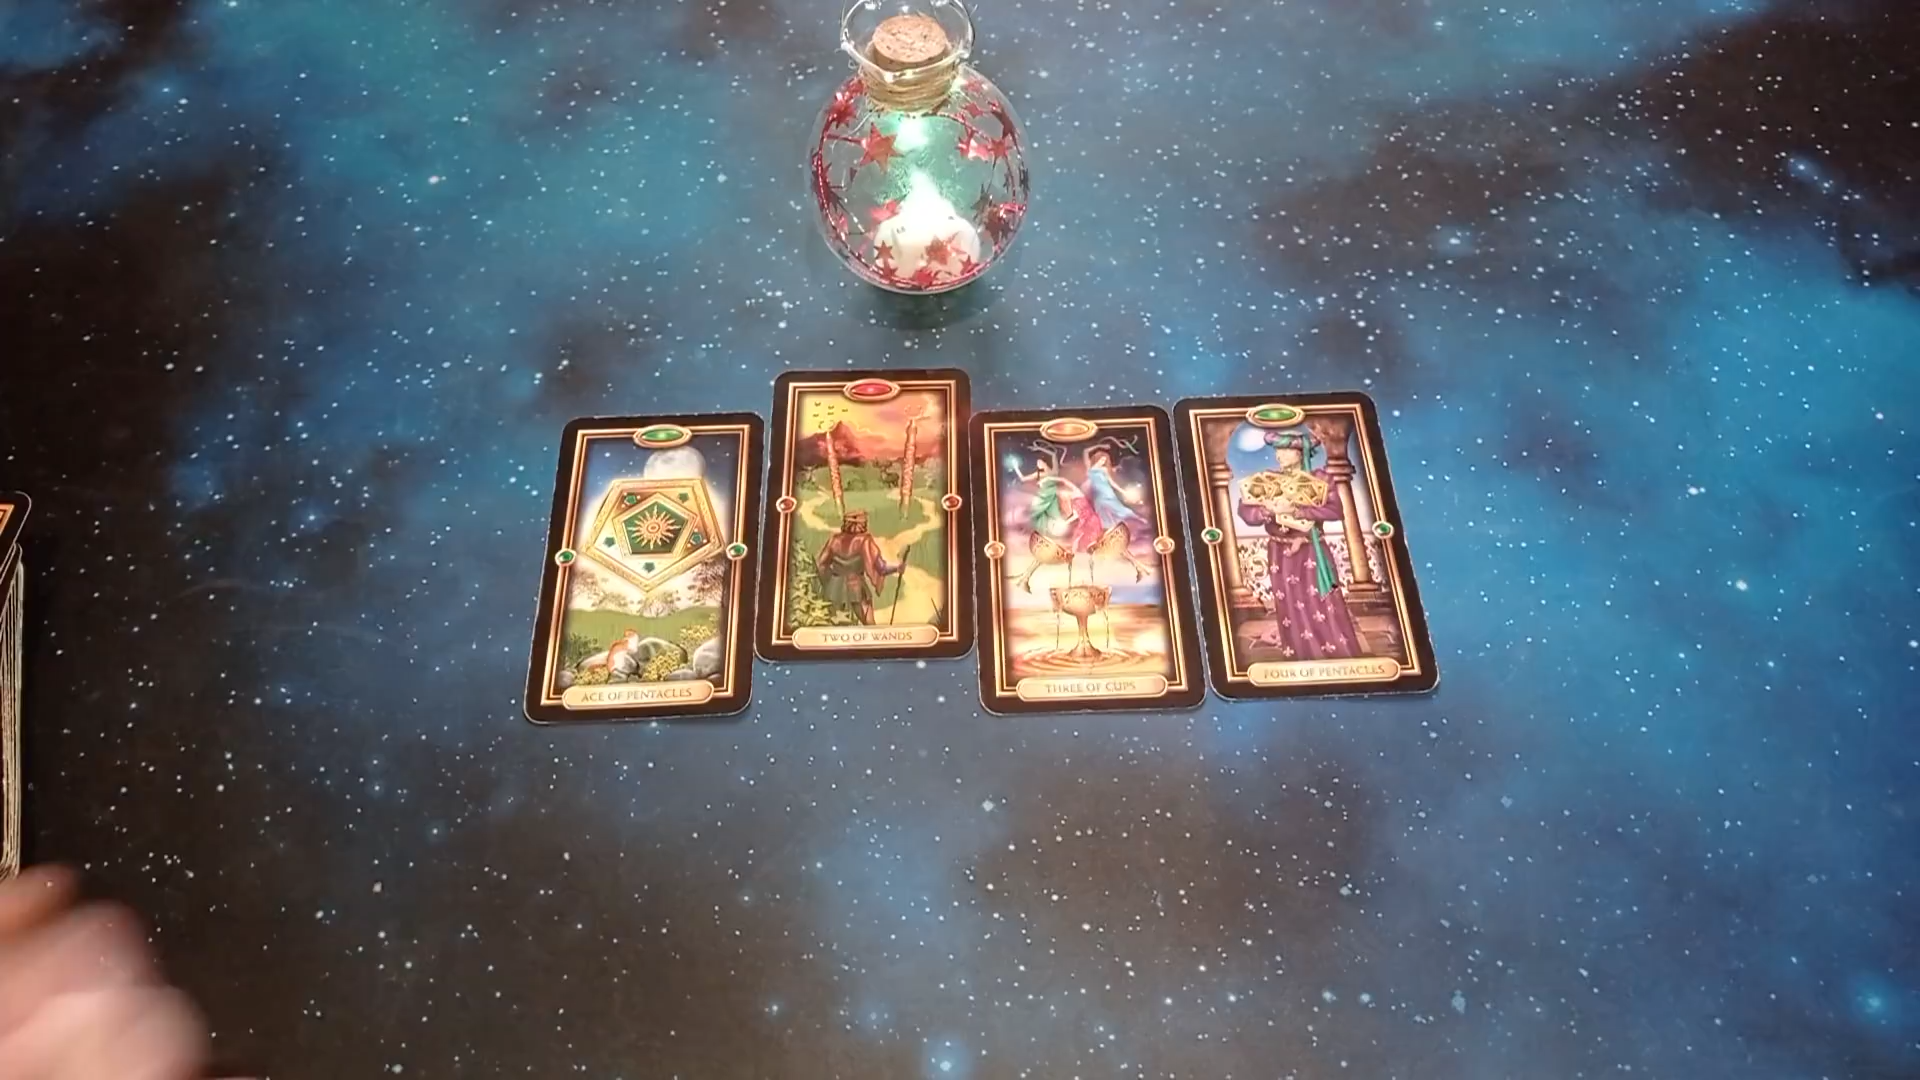 ACE OF PENTACLES
TWO OF WANDS
THREE OF CUPS
FOUR OF PENTACLES